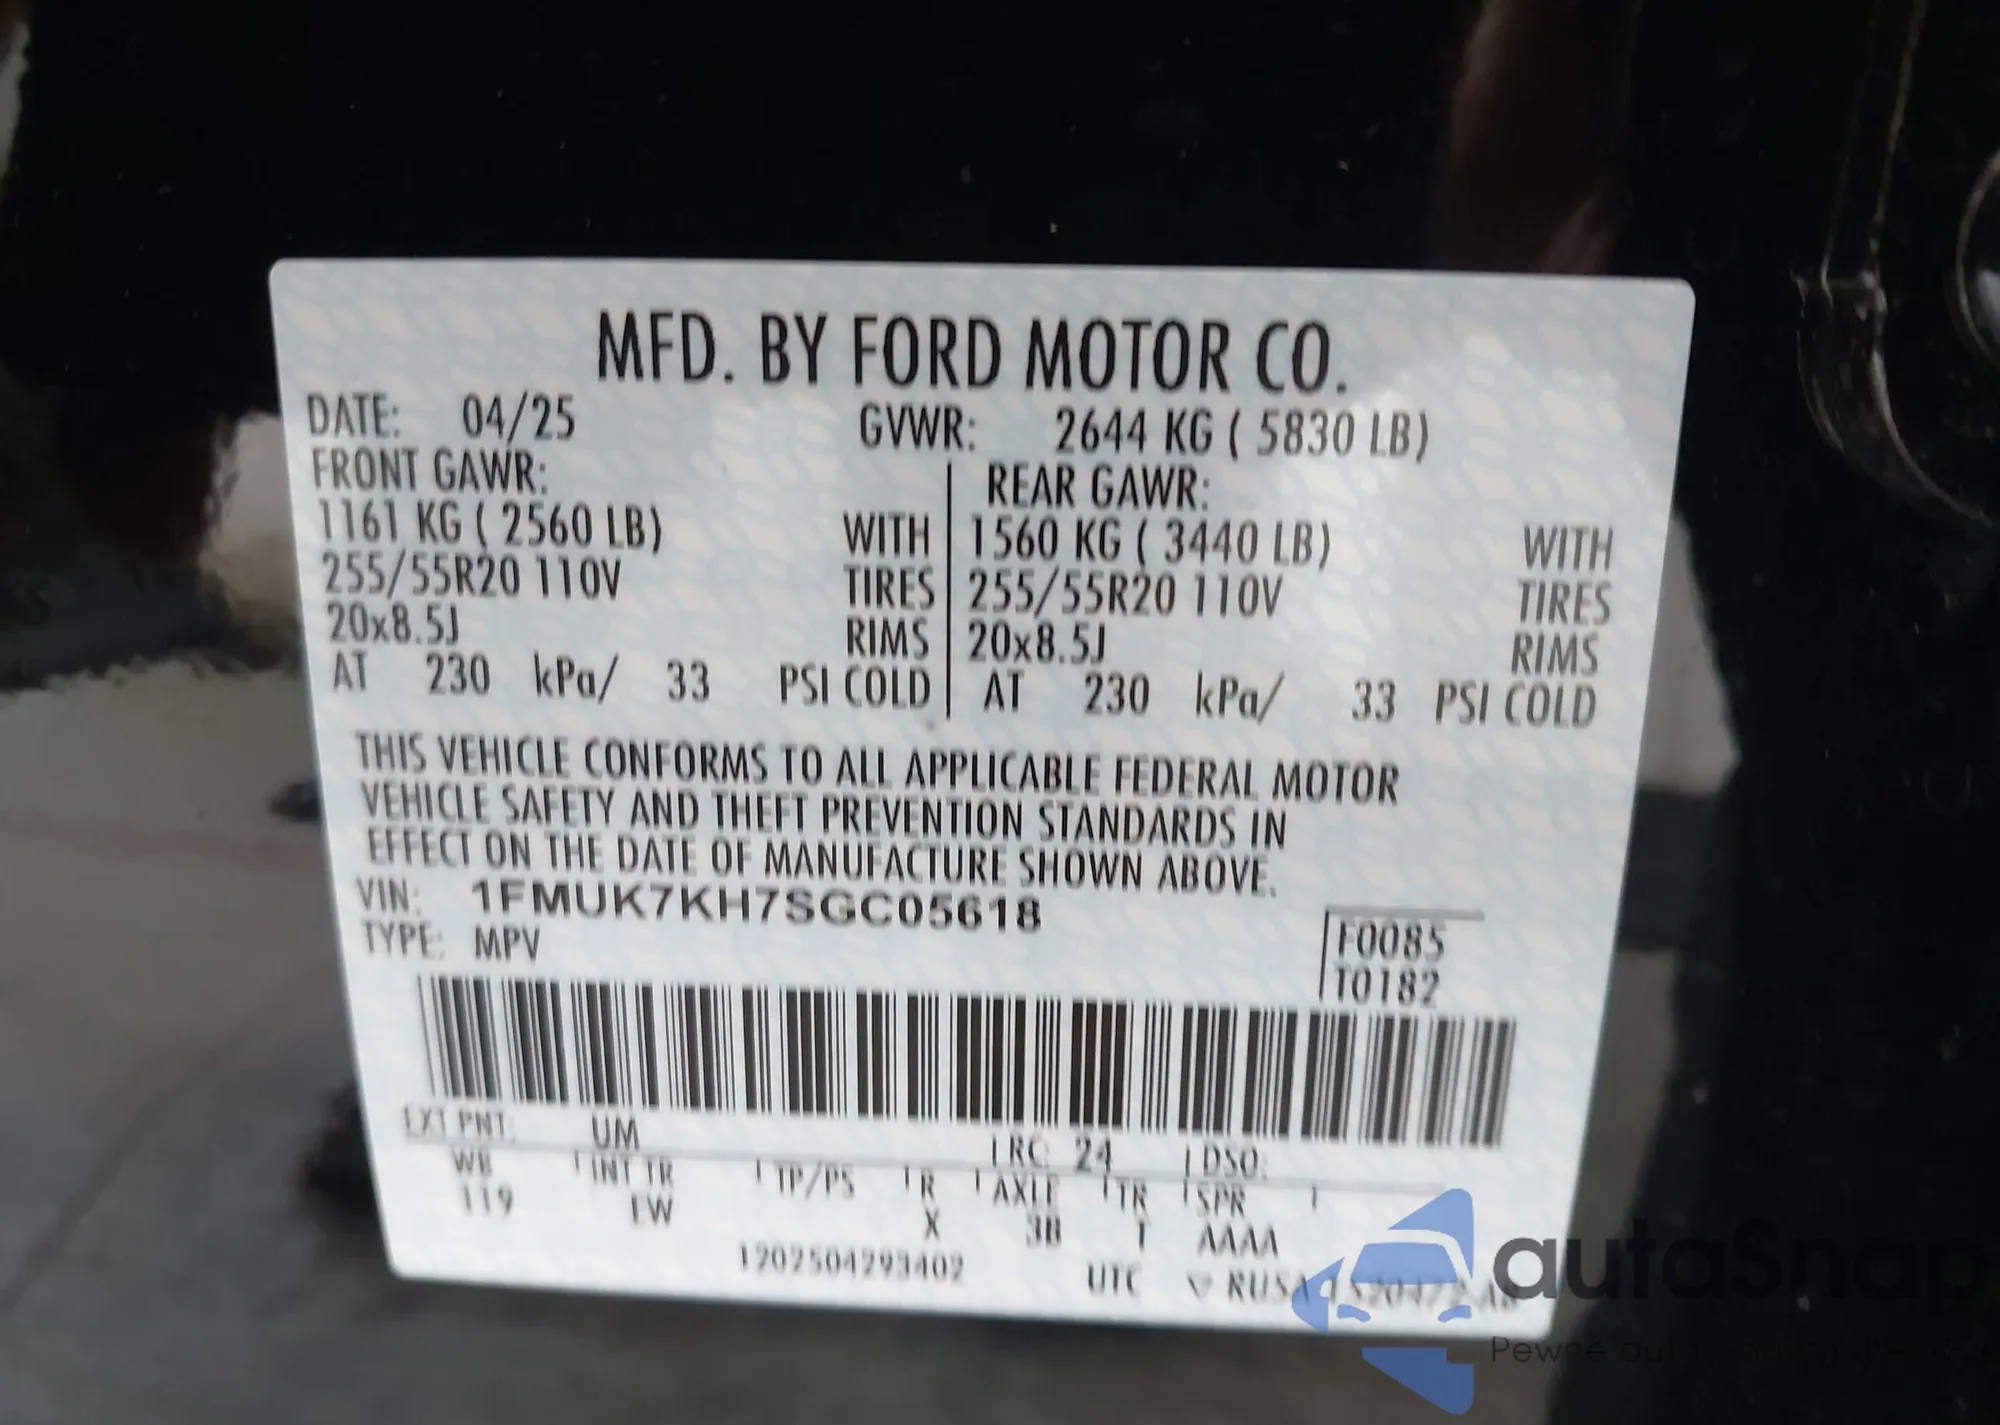 MFD. BY FORD MOTOR CO.
DATE: 04/25 GVWR: 2644 KG ( 5830 LB)
FRONT GAWR: REAR GAWR:
1161 KG ( 2560 LB) WITH 1560 KG ( 3440 LB) WITH
255/55R20 110V TIRES 255/55R20 110V TIRES
20x8.5J RIMS 20x8.5J RIMS
AT 230 kPa/ 33 PSI COLD AT 230 kPa/ 33 PSI COLD
THIS VEHICLE CONFORMS TO ALL APPLICABLE FEDERAL MOTOR
VEHICLE SAFETY AND THEFT PREVENTION STANDARDS IN
EFFECT ON THE DATE OF MANUFACTURE SHOWN ABOVE.
VIN: 1FMUK7KH7SGC05618
TYPE: MPV
F0085
T0182
EXT PNT: UM RC: 24 DSO:
WB INT TR TP/PS R AXLE TR SPR
119 EW X 3B T AAAA
1202504293402 UTC
autaSnap
Pewne